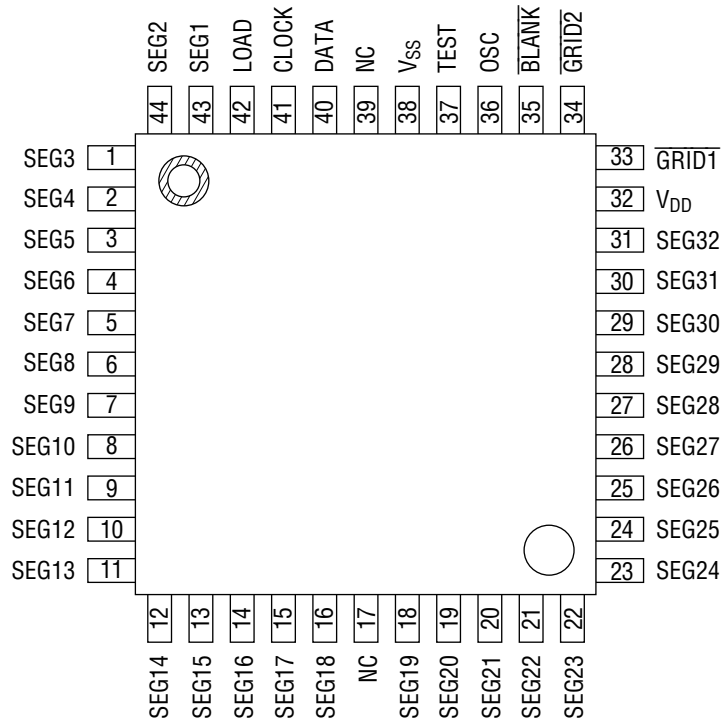 SEG2 SEG1 LOAD CLOCK DATA NC VSS TEST OSC BLANK GRID2
44 43 42 41 40 39 38 37 36 35 34
SEG3 1 33 GRID1
SEG4 2 32 VDD
SEG5 3 31 SEG32
SEG6 4 30 SEG31
SEG7 5 29 SEG30
SEG8 6 28 SEG29
SEG9 7 27 SEG28
SEG10 8 26 SEG27
SEG11 9 25 SEG26
SEG12 10 24 SEG25
SEG13 11 23 SEG24
12 13 14 15 16 17 18 19 20 21 22
SEG14 SEG15 SEG16 SEG17 SEG18 NC SEG19 SEG20 SEG21 SEG22 SEG23